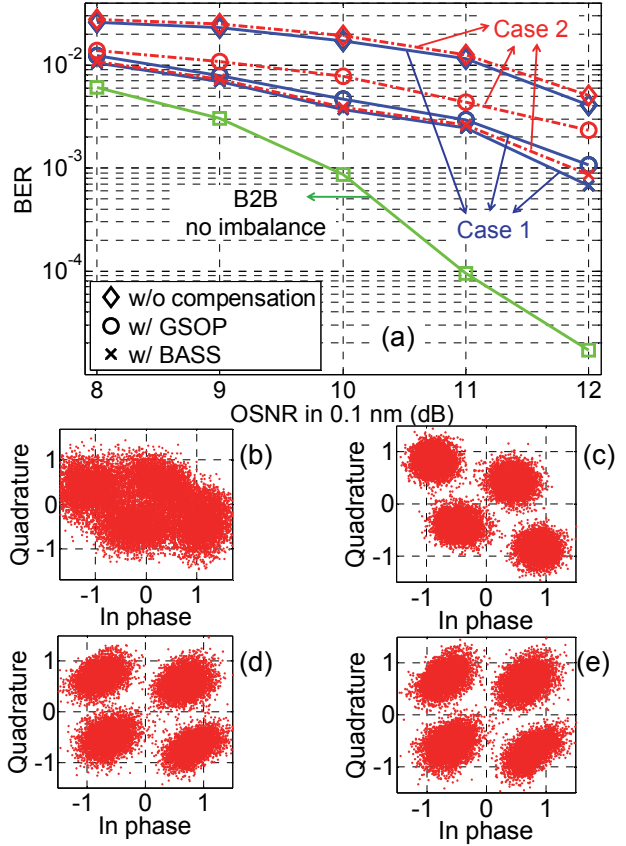 10⁻²
10⁻³
10⁻⁴
BER
Case 2
Case 1
B2B
no imbalance
w/o compensation
w/ GSOP
w/ BASS
(a)
8 9 10 11 12
OSNR in 0.1 nm (dB)
(b)
Quadrature
1
0
-1
-1 0 1
In phase
(c)
Quadrature
1
0
-1
-1 0 1
In phase
(d)
Quadrature
1
0
-1
-1 0 1
In phase
(e)
Quadrature
1
0
-1
-1 0 1
In phase